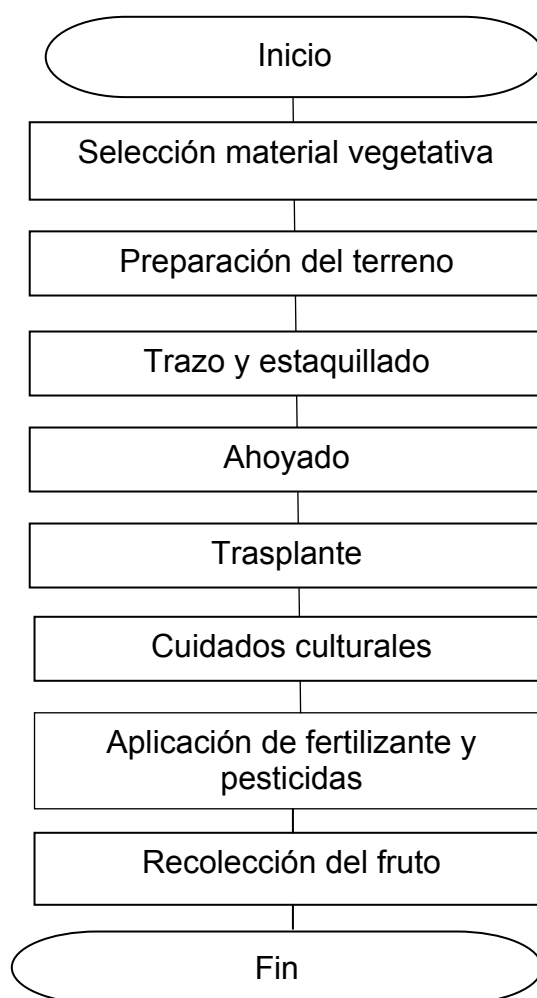 Inicio
Selección material vegetativa
Preparación del terreno
Trazo y estaquillado
Ahoyado
Trasplante
Cuidados culturales
Aplicación de fertilizante y
pesticidas
Recolección del fruto
Fin